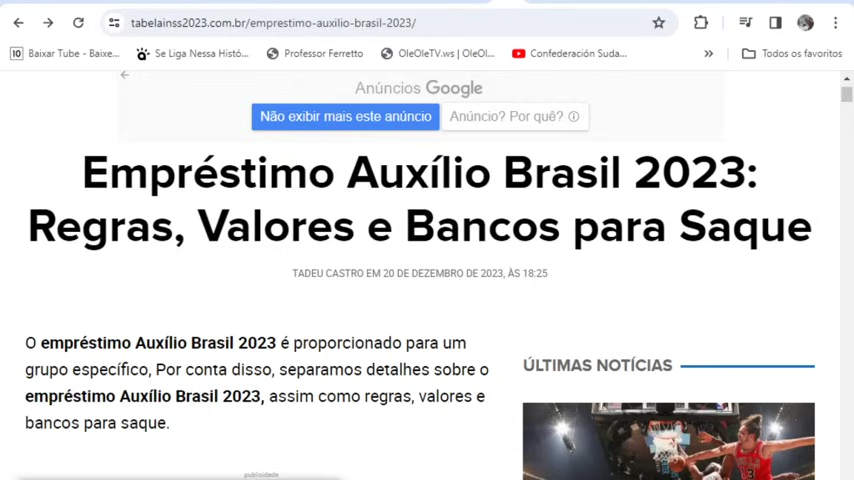 tabelainss2023.com.br/emprestimo-auxilio-brasil-2023/
10 Baixar Tube - Baixe...
Se Liga Nessa Histó...
Professor Ferretto
OleOleTV.ws | OleOl...
Confederación Suda...
»
Todos os favoritos
Anúncios Google
Não exibir mais este anúncio
Anúncio? Por quê?
Empréstimo Auxílio Brasil 2023:
Regras, Valores e Bancos para Saque
TADEU CASTRO EM 20 DE DEZEMBRO DE 2023, ÀS 18:25
O empréstimo Auxílio Brasil 2023 é proporcionado para um
grupo específico, Por conta disso, separamos detalhes sobre o
empréstimo Auxílio Brasil 2023, assim como regras, valores e
bancos para saque.
publicidade
ÚLTIMAS NOTÍCIAS